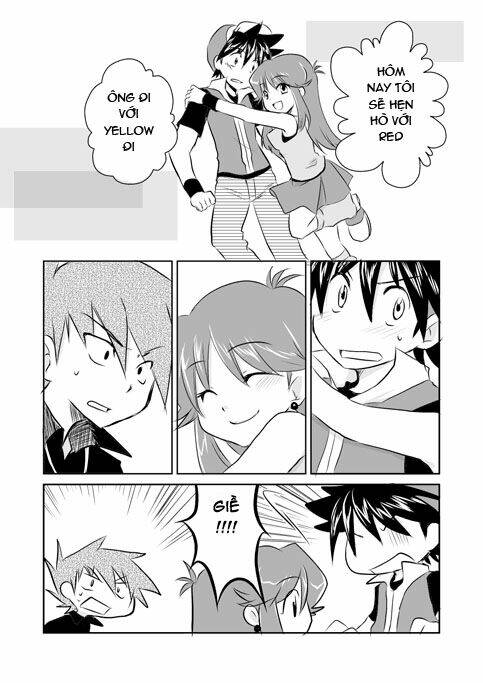 HÔM
NAY TÔI
SẼ HẸN
HÒ VỚI
RED
ÔNG ĐI
VỚI
YELLOW
ĐI
GIỀ
!!!!